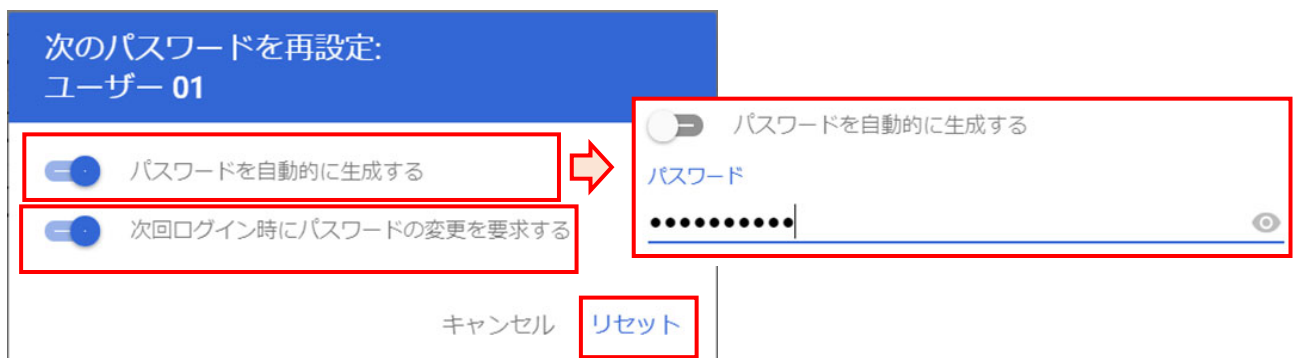 次のパスワードを再設定:
ユーザー 01
パスワードを自動的に生成する
次回ログイン時にパスワードの変更を要求する
キャンセル リセット
パスワードを自動的に生成する
パスワード
••••••••••